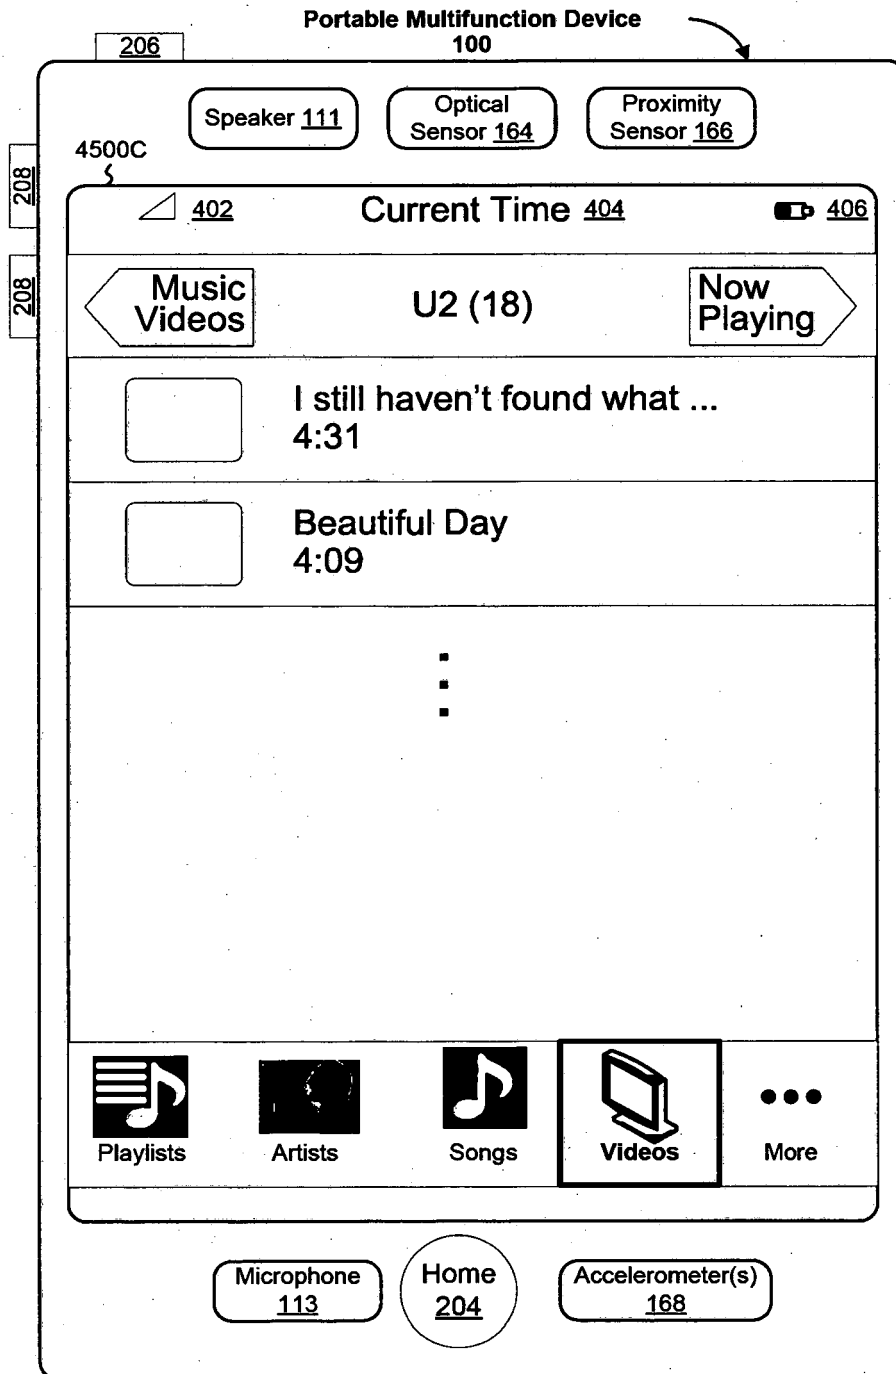 Portable Multifunction Device
100
206
Speaker 111
Optical
Sensor 164
Proximity
Sensor 166
4500C
208
208
402
Current Time 404
406
Music
Videos
U2 (18)
Now
Playing
I still haven't found what ...
4:31
Beautiful Day
4:09
Playlists
Artists
Songs
Videos
More
Microphone
113
Home
204
Accelerometer(s)
168